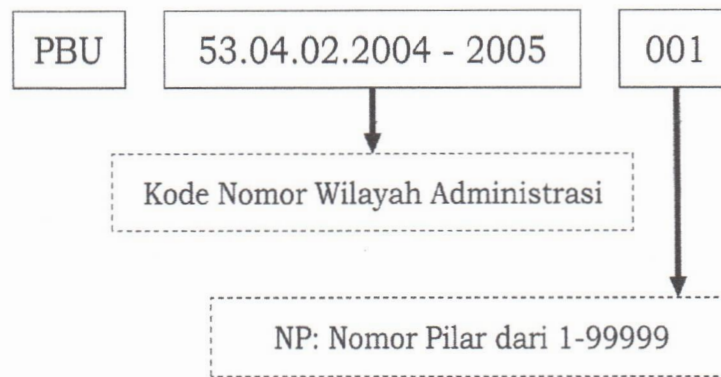 PBU 53.04.02.2004 - 2005 001
Kode Nomor Wilayah Administrasi
NP: Nomor Pilar dari 1-99999